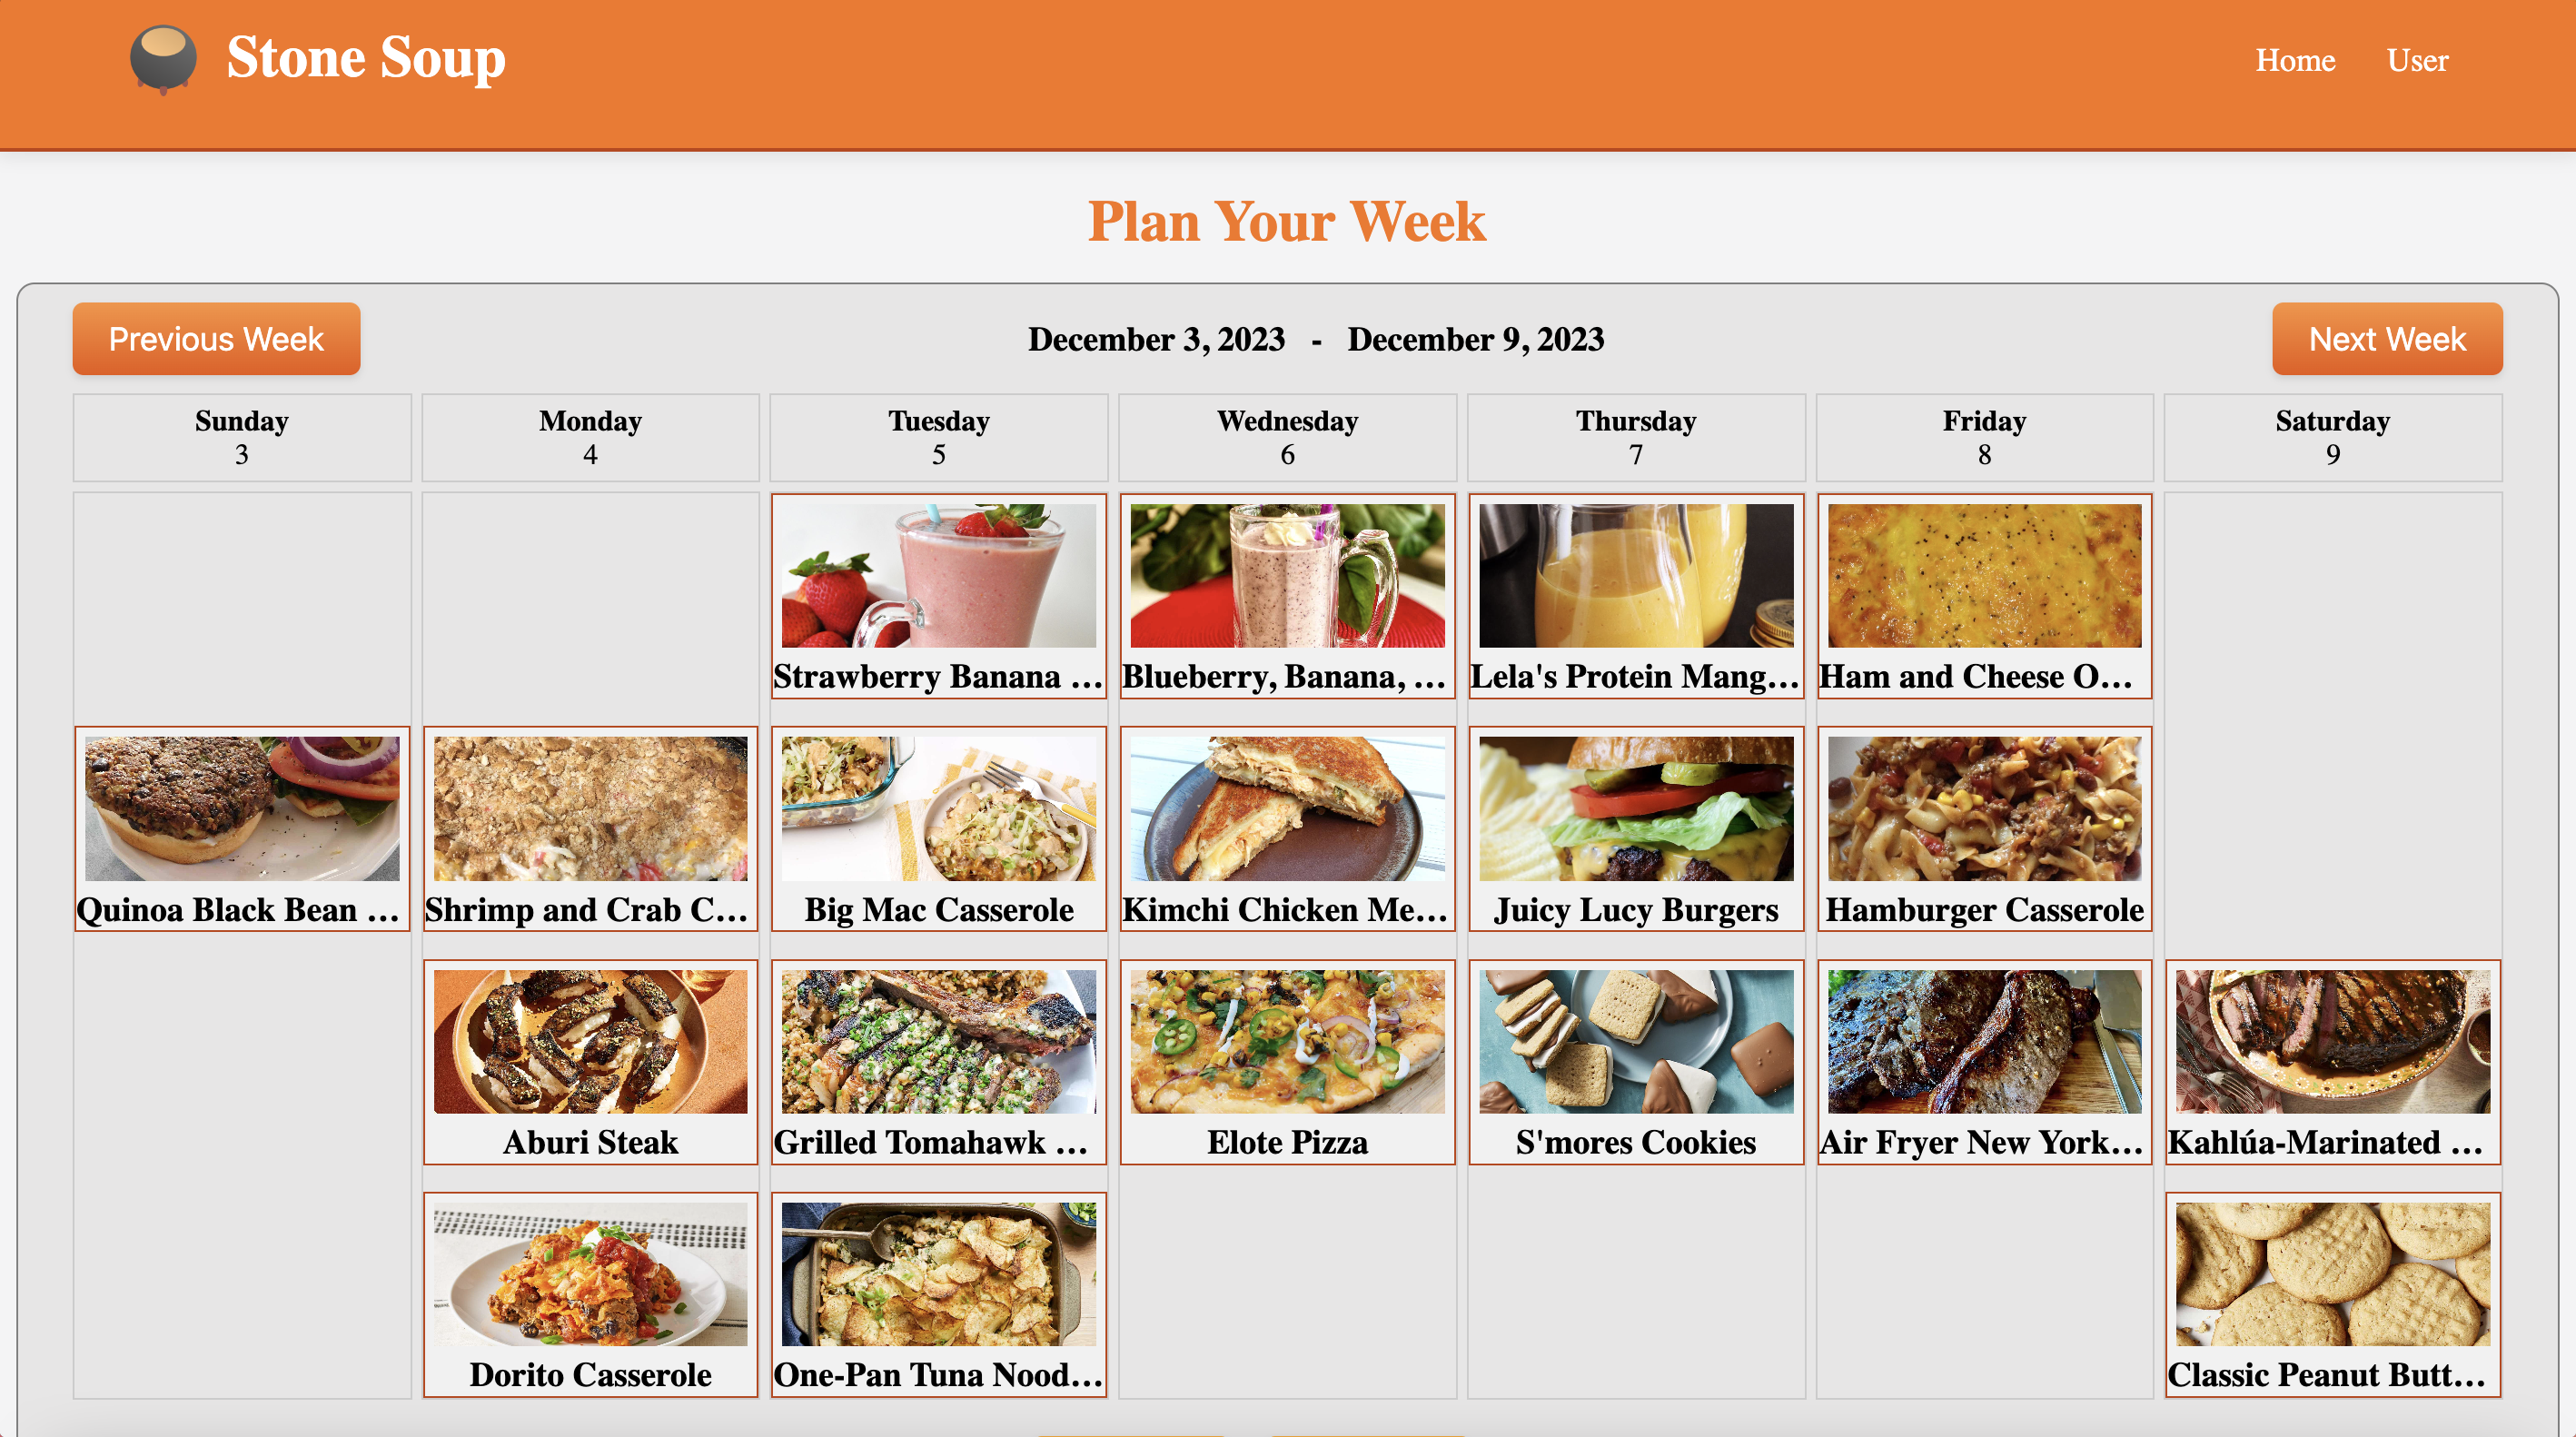 Stone Soup
Home User
Plan Your Week
Previous Week
December 3, 2023 - December 9, 2023
Next Week
Sunday
3
Monday
4
Tuesday
5
Wednesday
6
Thursday
7
Friday
8
Saturday
9
Strawberry Banana ...
Blueberry, Banana, ...
Lela's Protein Mang...
Ham and Cheese O...
Quinoa Black Bean ...
Shrimp and Crab C...
Big Mac Casserole
Kimchi Chicken Me...
Juicy Lucy Burgers
Hamburger Casserole
Aburi Steak
Grilled Tomahawk ...
Elote Pizza
S'mores Cookies
Air Fryer New York...
Kahlúa-Marinated ...
Dorito Casserole
One-Pan Tuna Nood...
Classic Peanut Butt...